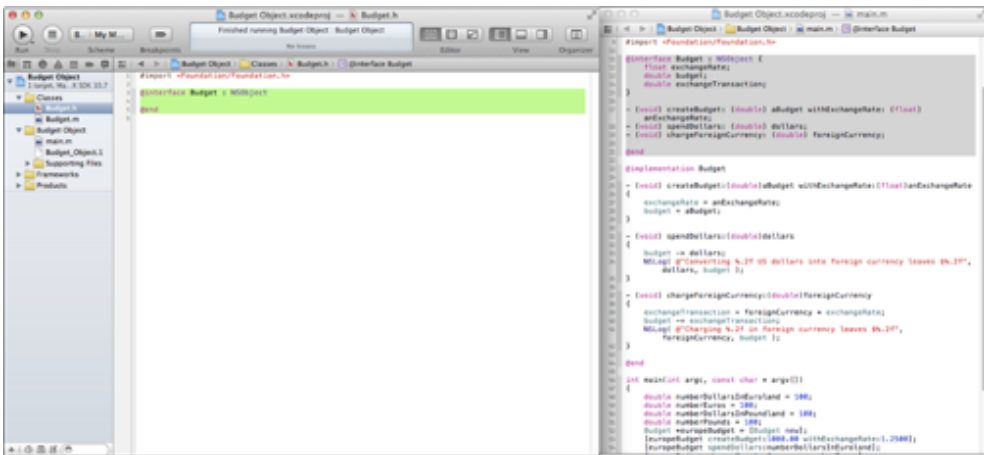 Budget Object.xcodeproj — Budget.h
Run
Stop
Scheme
Breakpoints
B... My M...
Finished running Budget Object : Budget Object
No Issues
Editor
View
Organizer
Budget Object
Classes
Budget.h
@interface Budget
Budget Object
1 target, Ma...X SDK 10.7
Classes
Budget.h
Budget.m
Budget Object
main.m
Budget_Object.1
Supporting Files
Frameworks
Products
#import <Foundation/Foundation.h>
@interface Budget : NSObject
@end
Budget Object.xcodeproj — main.m
Budget Object
Budget Object
main.m
@interface Budget
#import <Foundation/Foundation.h>
@interface Budget : NSObject {
float exchangeRate;
double budget;
double exchangeTransaction;
}
- (void) createBudget: (double) aBudget withExchangeRate: (float)
anExchangeRate;
- (void) spendDollars: (double) dollars;
- (void) chargeForeignCurrency: (double) foreignCurrency;
@end
@implementation Budget
- (void) createBudget:(double)aBudget withExchangeRate:(float)anExchangeRate
{
exchangeRate = anExchangeRate;
budget = aBudget;
}
- (void) spendDollars:(double)dollars
{
budget -= dollars;
NSLog( @"Converting %.2f US dollars into foreign currency leaves $%.2f",
dollars, budget );
}
- (void) chargeForeignCurrency:(double)foreignCurrency
{
exchangeTransaction = foreignCurrency * exchangeRate;
budget -= exchangeTransaction;
NSLog( @"Charging %.2f in foreign currency leaves $%.2f",
foreignCurrency, budget );
}
@end
int main(int argc, const char * argv[])
{
double numberDollarsInEuroland = 100;
double numberEuros = 100;
double numberDollarsInPoundland = 100;
double numberPounds = 100;
Budget *europeBudget = [Budget new];
[europeBudget createBudget:1000.00 withExchangeRate:1.2500];
[europeBudget spendDollars:numberDollarsInEuroland];